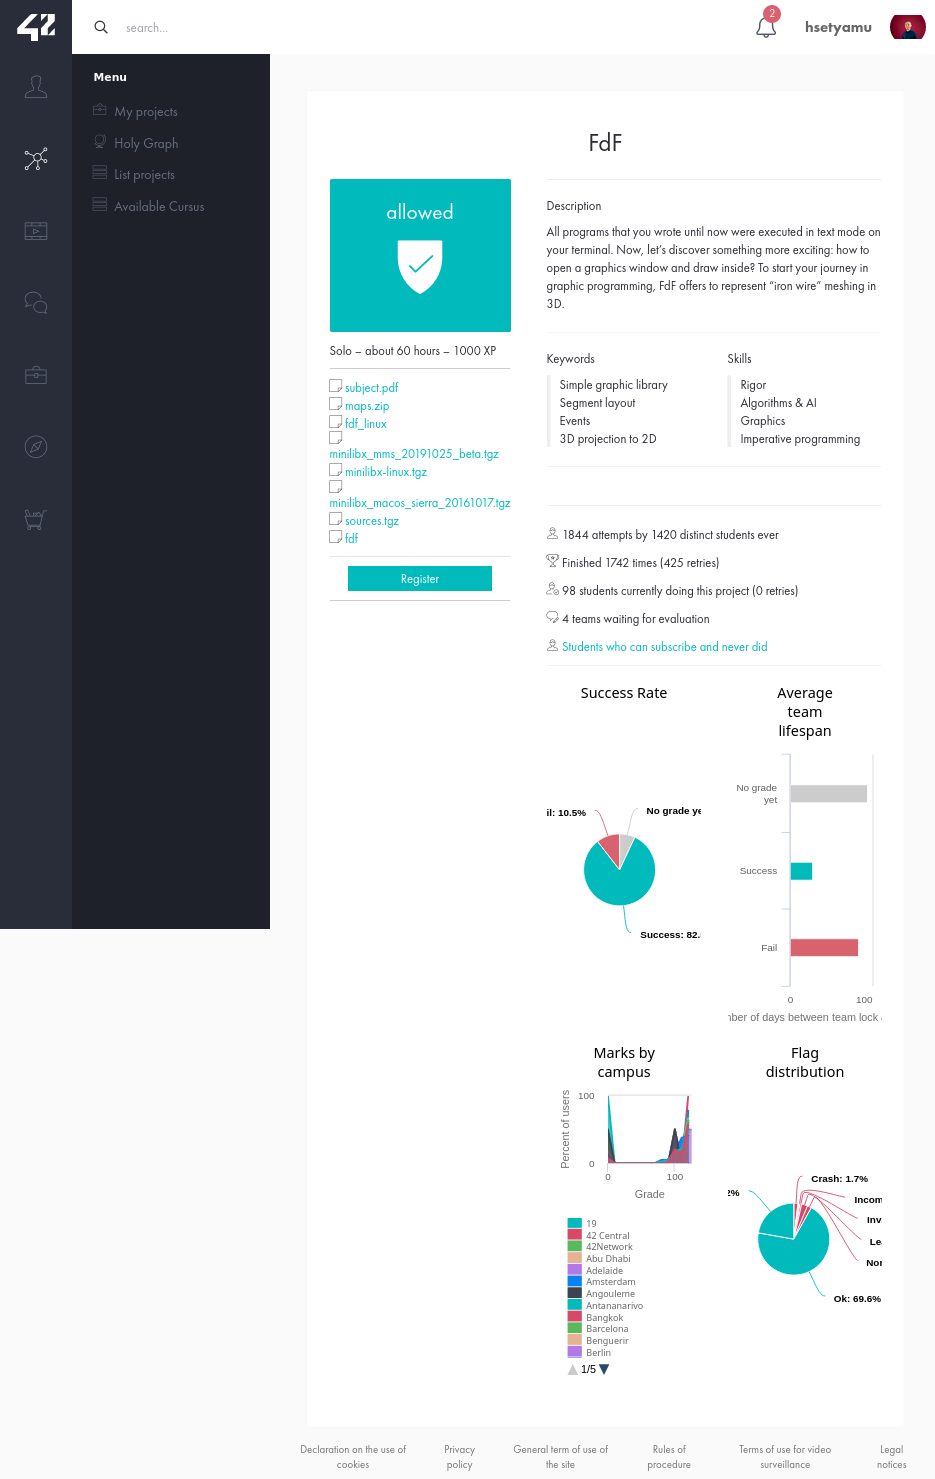 42
search...
2
hsetyamu
Menu
My projects
Holy Graph
List projects
Available Cursus
FdF
allowed
Solo – about 60 hours – 1000 XP
subject.pdf
maps.zip
fdf_linux
minilibx_mms_20191025_beta.tgz
minilibx-linux.tgz
minilibx_macos_sierra_20161017.tgz
sources.tgz
fdf
Register
Description
All programs that you wrote until now were executed in text mode on
your terminal. Now, let’s discover something more exciting: how to
open a graphics window and draw inside? To start your journey in
graphic programming, FdF offers to represent “iron wire” meshing in
3D.
Keywords
Simple graphic library
Segment layout
Events
3D projection to 2D
Skills
Rigor
Algorithms & AI
Graphics
Imperative programming
1844 attempts by 1420 distinct students ever
Finished 1742 times (425 retries)
98 students currently doing this project (0 retries)
4 teams waiting for evaluation
Students who can subscribe and never did
Success Rate
il: 10.5%
No grade ye
Success: 82.
Average
team
lifespan
No grade
yet
Success
Fail
0
100
ber of days between team lock
Marks by
campus
Percent of users
100
0
0
100
Grade
19
42 Central
42Network
Abu Dhabi
Adelaide
Amsterdam
Angouleme
Antananarivo
Bangkok
Barcelona
Benguerir
Berlin
1/5
Flag
distribution
2%
Crash: 1.7%
Incom
Inv
Le
Nor
Ok: 69.6%
Declaration on the use of
cookies
Privacy
policy
General term of use of
the site
Rules of
procedure
Terms of use for video
surveillance
Legal
notices